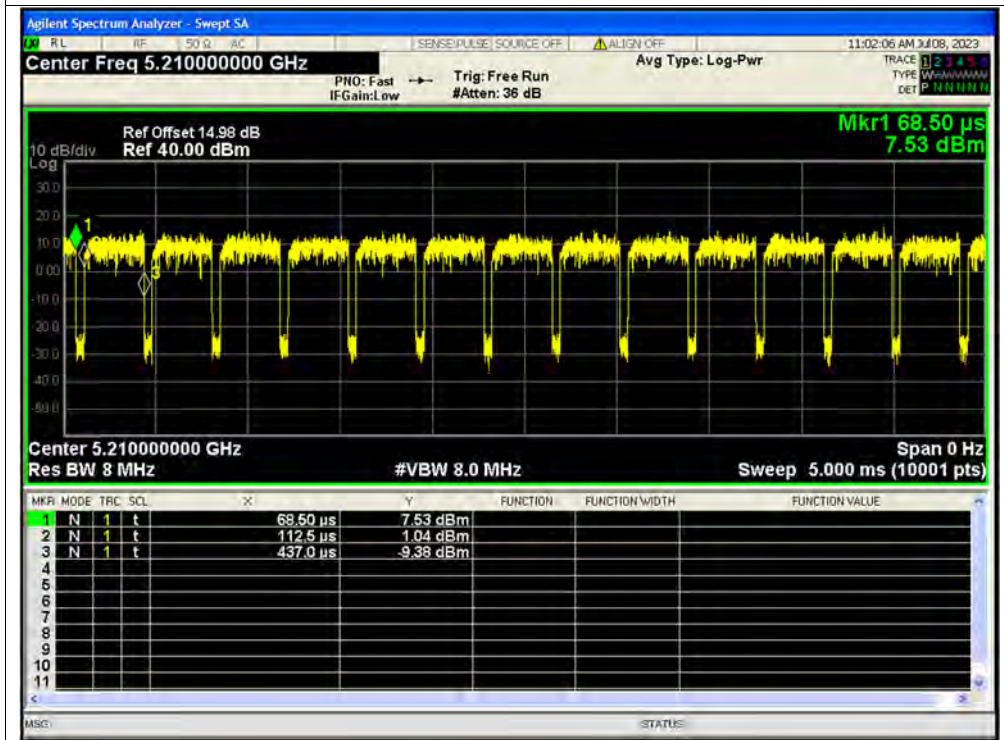 Agilent Spectrum Analyzer - Swept SA
RL RF 50 Ω AC SENSE:PULSE SOURCE OFF ALIGN OFF 11:02:06 AM Jul 08, 2023
Center Freq 5.210000000 GHz Avg Type: Log-Pwr TRACE 1 2 3 4 5 6
PNO: Fast Trig: Free Run TYPE W
IFGain:Low #Atten: 36 dB DET P N N N N N
Mkr1 68.50 µs
Ref Offset 14.98 dB 7.53 dBm
10 dB/div Ref 40.00 dBm
Log
30.0
20.0
1
10.0
0.00
3
-10.0
-20.0
-30.0
-40.0
-50.0
Center 5.210000000 GHz Span 0 Hz
Res BW 8 MHz #VBW 8.0 MHz Sweep 5.000 ms (10001 pts)
MKR MODE TRC SCL X Y FUNCTION FUNCTION WIDTH FUNCTION VALUE
1 N 1 t 68.50 µs 7.53 dBm
2 N 1 t 112.5 µs 1.04 dBm
3 N 1 t 437.0 µs -9.38 dBm
4
5
6
7
8
9
10
11
MSG STATUS